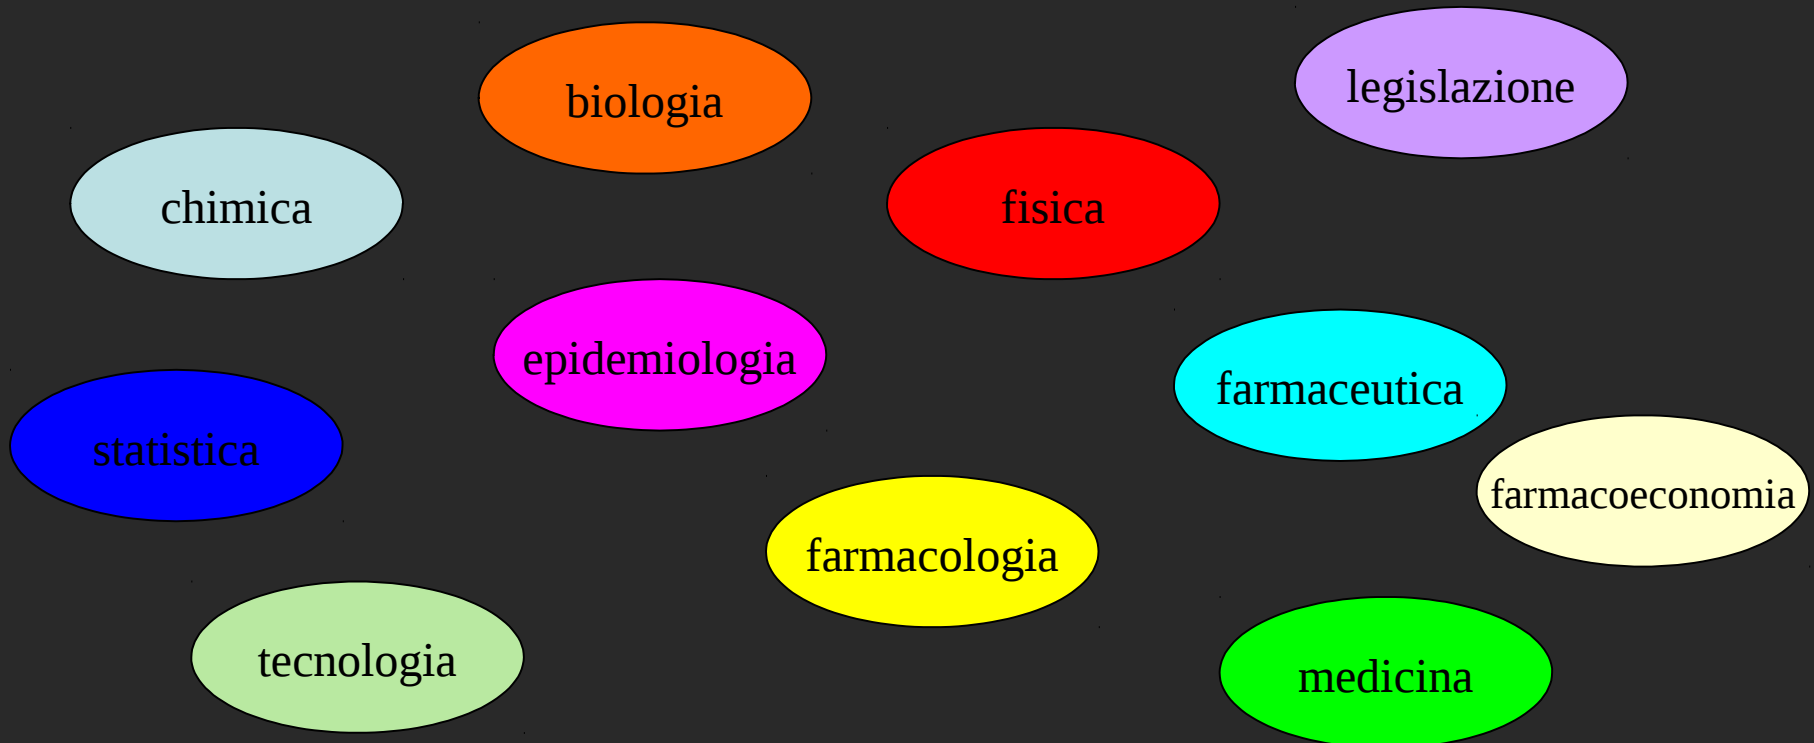 biologia
legislazione
chimica
fisica
epidemiologia
farmaceutica
statistica
farmacoeconomia
farmacologia
tecnologia
medicina